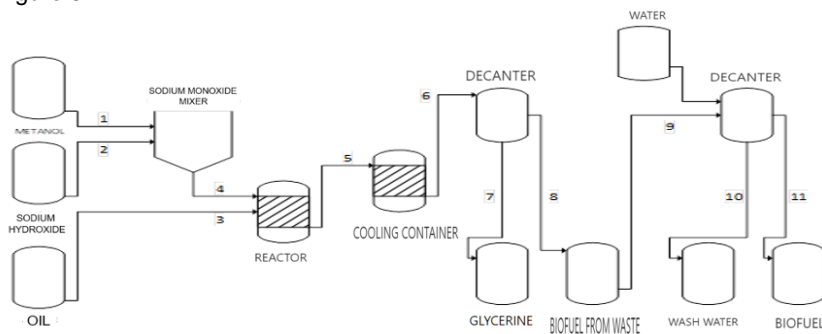 WATER
DECANTER
DECANTER
SODIUM MONOXIDE
MIXER
METANOL
SODIUM
HYDROXIDE
OIL
REACTOR
COOLING CONTAINER
GLYCERINE
BIOFUEL FROM WASTE
WASH WATER
BIOFUEL
1
2
3
4
5
6
7
8
9
10
11